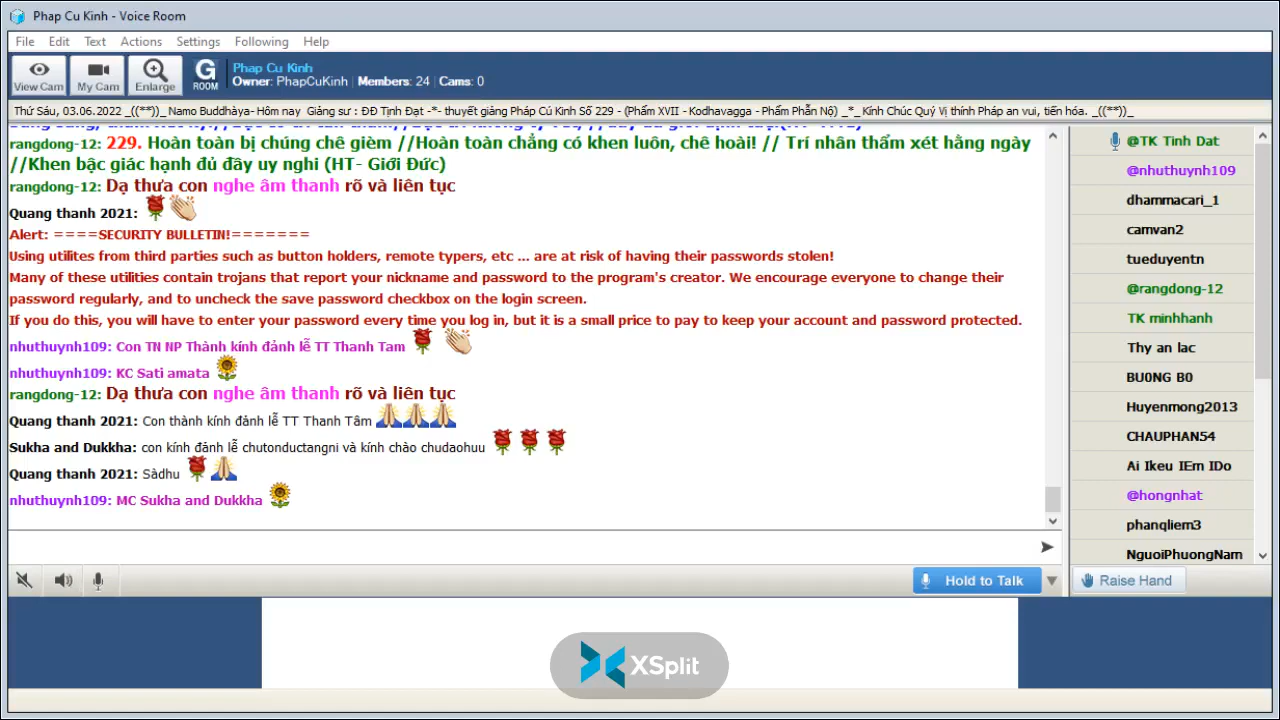 Phap Cu Kinh - Voice Room
File Edit Text Actions Settings Following Help
View Cam My Cam Enlarge G ROOM
Phap Cu Kinh
Owner: PhapCuKinh | Members: 24 | Cams: 0
Thứ Sáu, 03.06.2022 _((**))_ Namo Buddhàya- Hôm nay Giảng sư : ĐĐ Tịnh Đạt -*- thuyết giảng Pháp Cú Kinh Số 229 - (Phẩm XVII - Kodhavagga - Phẩm Phẫn Nộ) _*_ Kính Chúc Quý Vị thính Pháp an vui, tiến hóa. _((**))_
rangdong-12: 229. Hoàn toàn bị chúng chê gièm //Hoàn toàn chẳng có khen luôn, chê hoài! // Trí nhân thẩm xét hằng ngày
//Khen bậc giác hạnh đủ đầy uy nghi (HT- Giới Đức)
rangdong-12: Dạ thưa con nghe âm thanh rõ và liên tục
Quang thanh 2021:
Alert: ====SECURITY BULLETIN!=======
Using utilites from third parties such as button holders, remote typers, etc ... are at risk of having their passwords stolen!
Many of these utilities contain trojans that report your nickname and password to the program's creator. We encourage everyone to change their
password regularly, and to uncheck the save password checkbox on the login screen.
If you do this, you will have to enter your password every time you log in, but it is a small price to pay to keep your account and password protected.
nhuthuynh109: Con TN NP Thành kính đảnh lễ TT Thanh Tam
nhuthuynh109: KC Sati amata
rangdong-12: Dạ thưa con nghe âm thanh rõ và liên tục
Quang thanh 2021: Con thành kính đảnh lễ TT Thanh Tâm
Sukha and Dukkha: con kính đảnh lễ chutonductangni và kính chào chudaohuu
Quang thanh 2021: Sàdhu
nhuthuynh109: MC Sukha and Dukkha
@TK Tinh Dat
@nhuthuynh109
dhammacari_1
camvan2
tueduyentn
@rangdong-12
TK minhhanh
Thy an lac
BU0NG B0
Huyenmong2013
CHAUPHAN54
Ai Ikeu IEm IDo
@hongnhat
phanqliem3
NguoiPhuongNam
Hold to Talk
Raise Hand
XSplit